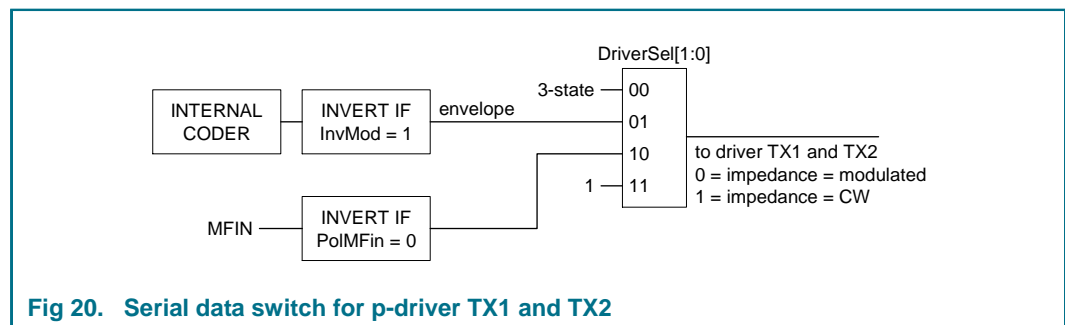 DriverSel[1:0]
3-state
00
INTERNAL
CODER
INVERT IF
InvMod = 1
envelope
01
10
to driver TX1 and TX2
0 = impedance = modulated
1 = impedance = CW
1
11
MFIN
INVERT IF
PolMFin = 0
Fig 20. Serial data switch for p-driver TX1 and TX2